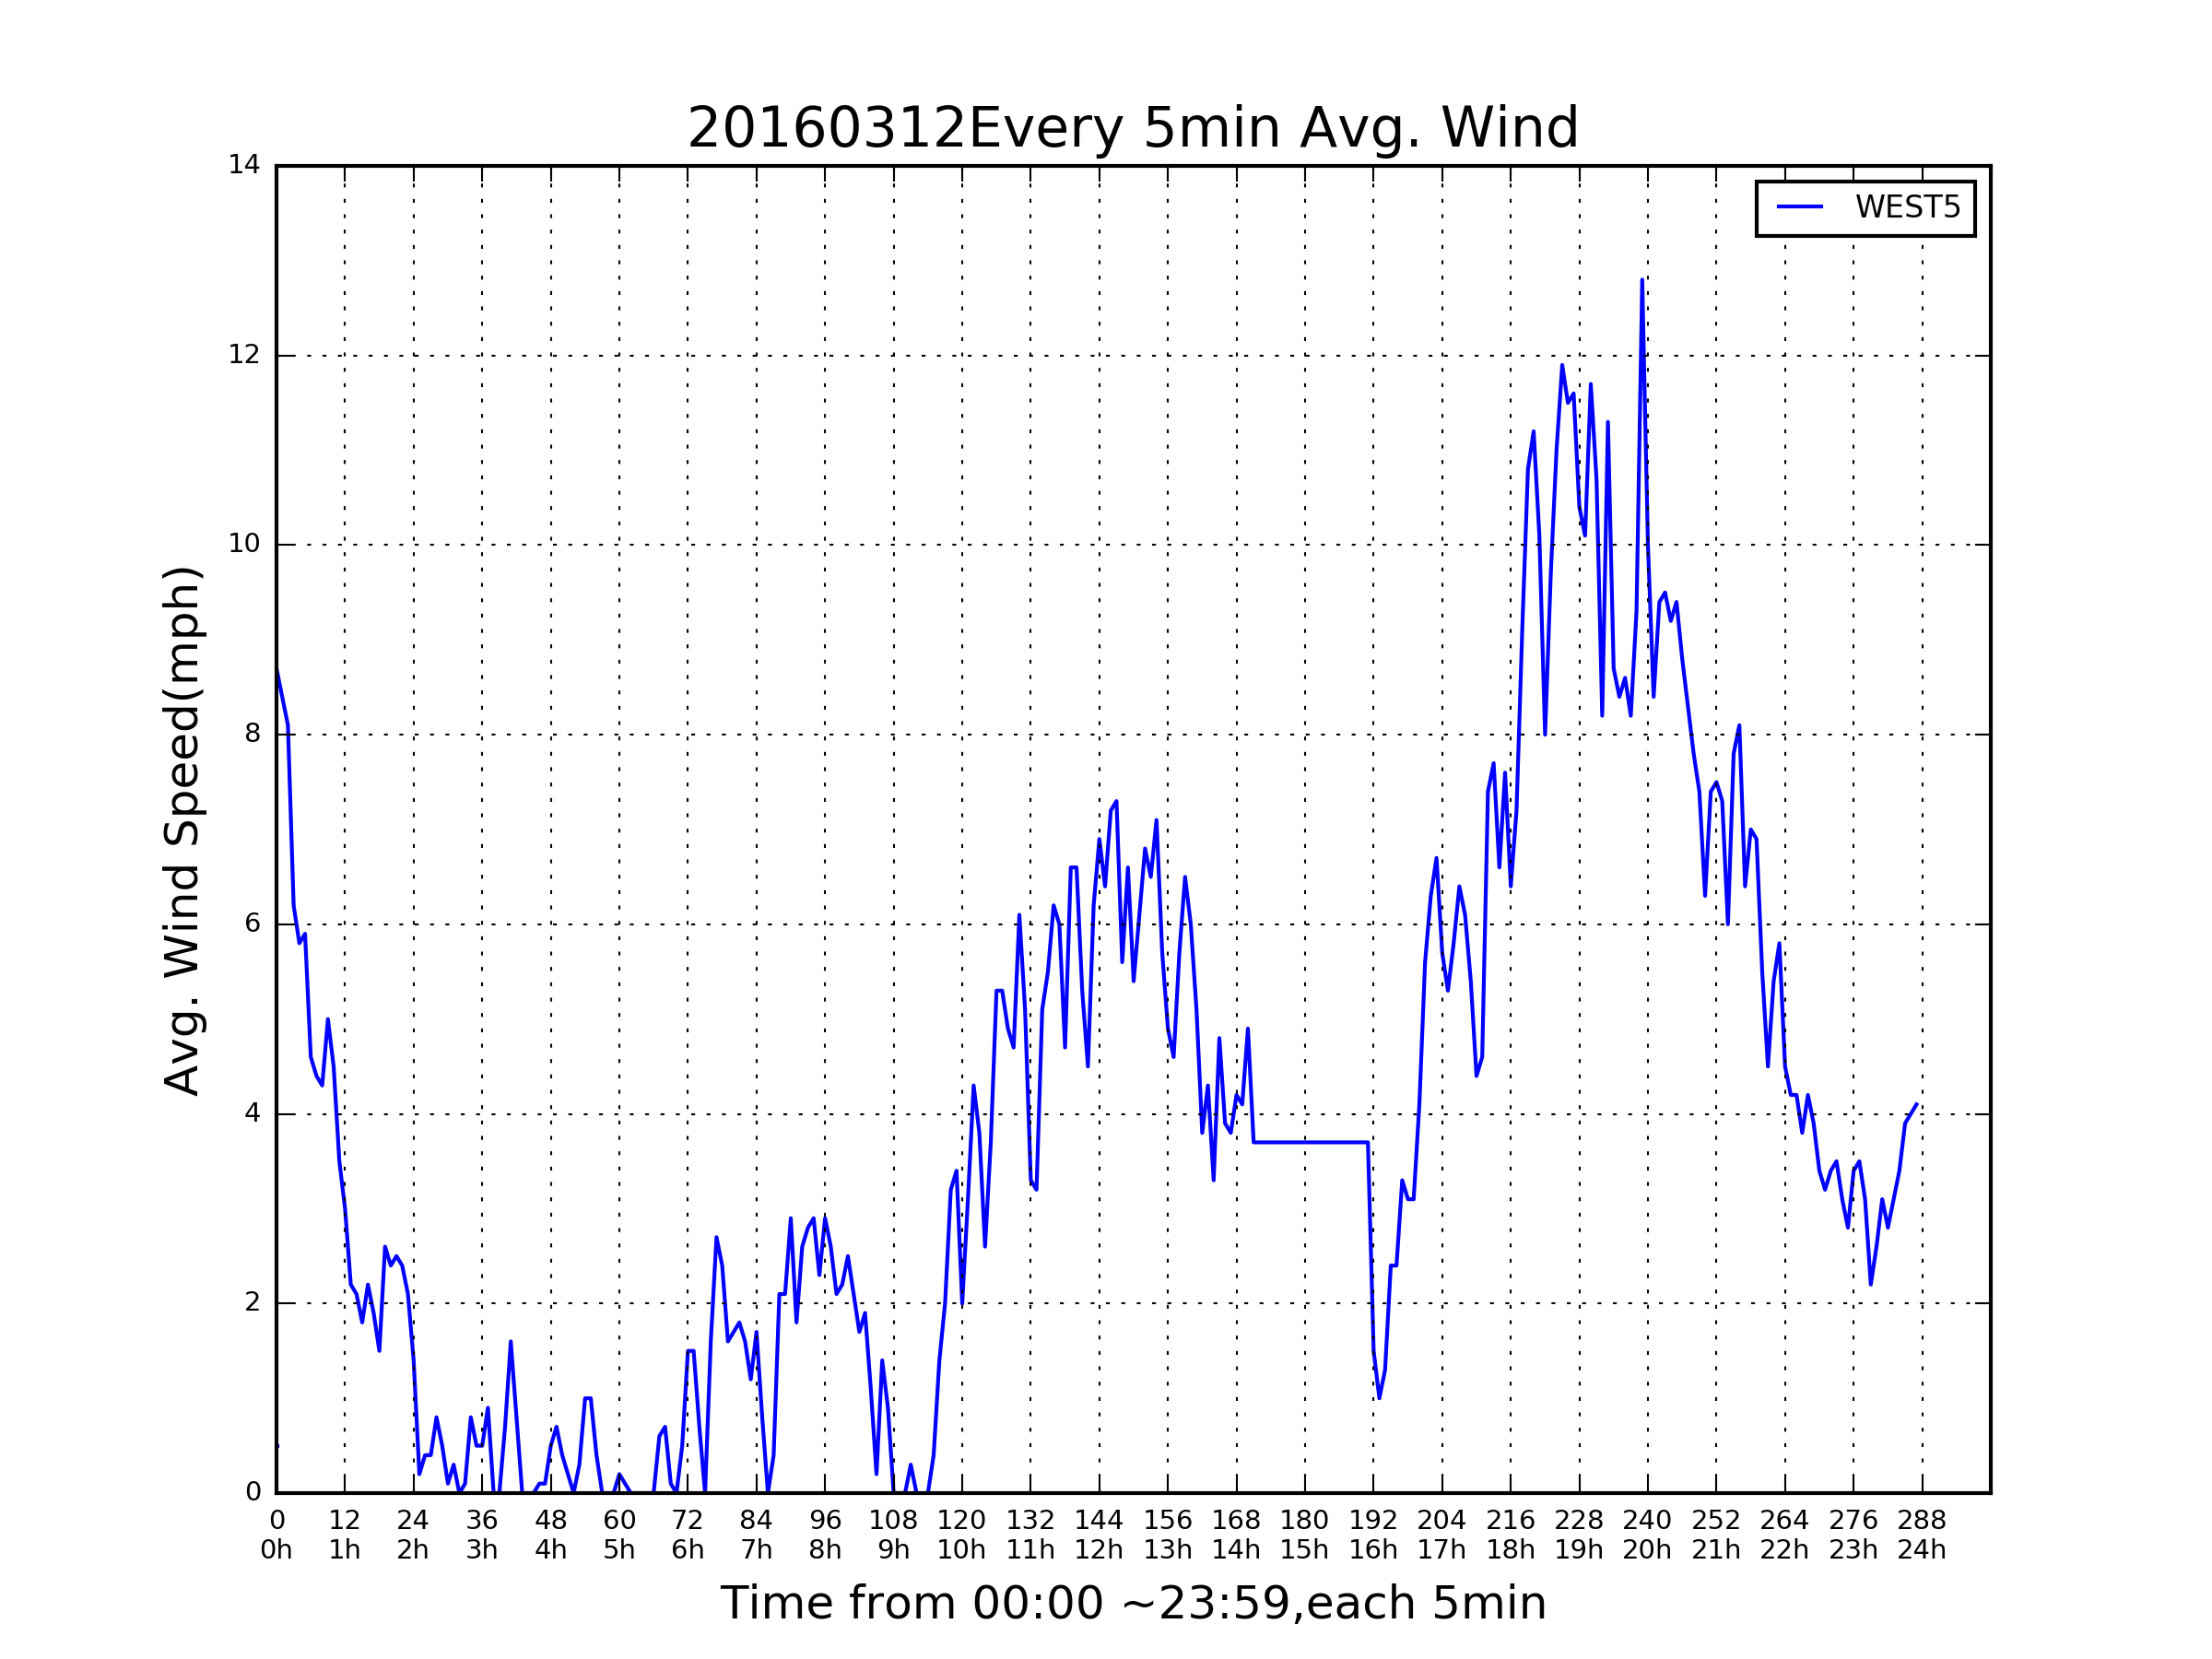 20160312Every 5min Avg. Wind
WEST5
Avg. Wind Speed(mph)
14
12
10
8
6
4
2
0
0 12 24 36 48 60 72 84 96 108 120 132 144 156 168 180 192 204 216 228 240 252 264 276 288
0h 1h 2h 3h 4h 5h 6h 7h 8h 9h 10h 11h 12h 13h 14h 15h 16h 17h 18h 19h 20h 21h 22h 23h 24h
Time from 00:00 ~23:59,each 5min